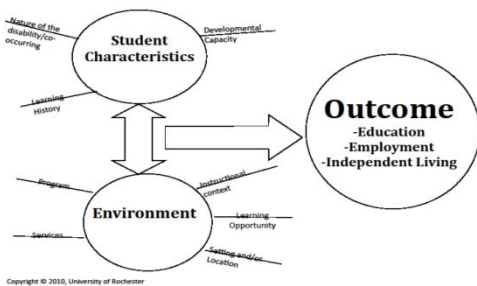 Nature of the
disability/co-
occurring
Student
Characteristics
Developmental
Capacity
Learning
History
Outcome
-Education
-Employment
-Independent Living
Program
Instructional
context
Environment
Learning
Opportunity
Services
Setting and/or
Location
Copyright © 2010, University of Rochester